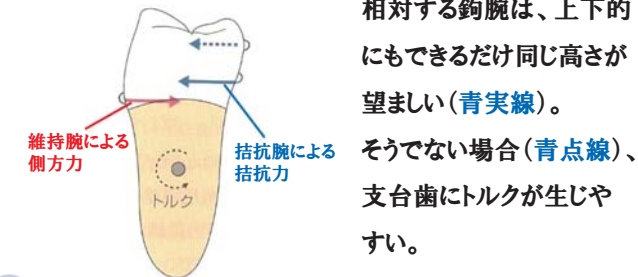 相対する鉤腕は、上下的
にもできるだけ同じ高さが
望ましい（青実線）。
そうでない場合（青点線）、
支台歯にトルクが生じや
すい。
維持腕による
側方力
拮抗腕による
拮抗力
トルク